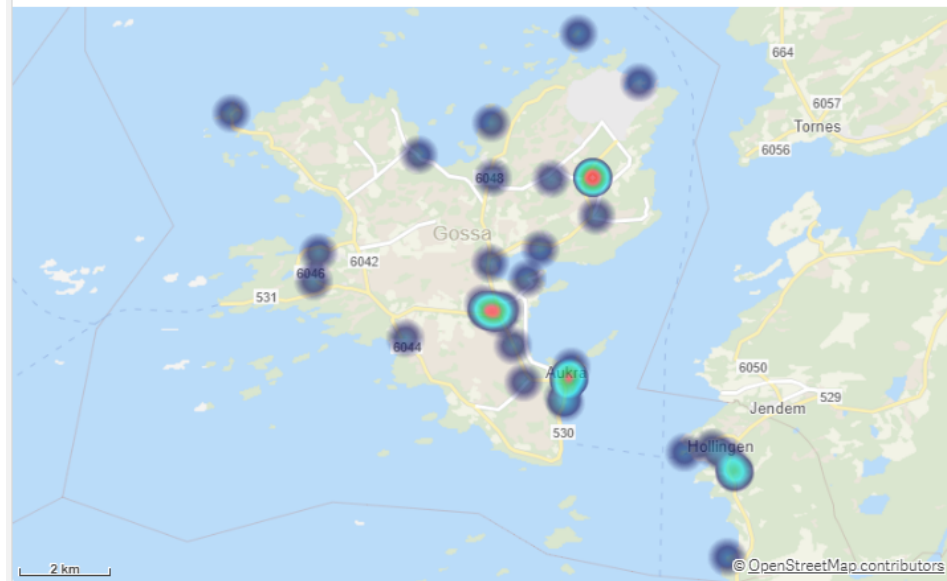 664
6057
Tornes
6056
6048
Gossa
6042
6046
531
6044
Aukra
6050
529
Jendem
530
Hollingen
2 km
© OpenStreetMap contributors